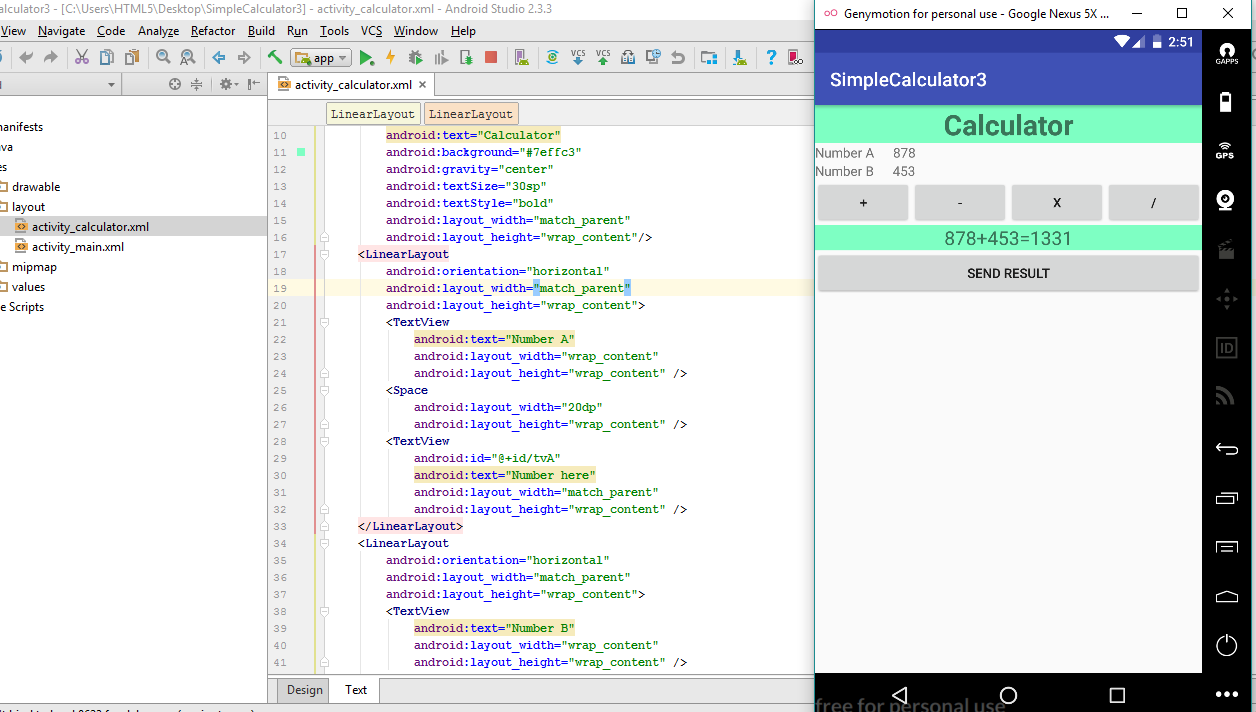 alculator3 - [C:\Users\HTML5\Desktop\SimpleCalculator3] - activity_calculator.xml - Android Studio 2.3.3
View Navigate Code Analyze Refactor Build Run Tools VCS Window Help
app
VCS VCS
activity_calculator.xml
LinearLayout LinearLayout
anifests
va
es
drawable
layout
activity_calculator.xml
activity_main.xml
mipmap
values
e Scripts
10 android:text="Calculator"
11 android:background="#7effc3"
12 android:gravity="center"
13 android:textSize="30sp"
14 android:textStyle="bold"
15 android:layout_width="match_parent"
16 android:layout_height="wrap_content"/>
17 <LinearLayout
18 android:orientation="horizontal"
19 android:layout_width="match_parent"
20 android:layout_height="wrap_content">
21 <TextView
22 android:text="Number A"
23 android:layout_width="wrap_content"
24 android:layout_height="wrap_content" />
25 <Space
26 android:layout_width="20dp"
27 android:layout_height="wrap_content" />
28 <TextView
29 android:id="@+id/tvA"
30 android:text="Number here"
31 android:layout_width="match_parent"
32 android:layout_height="wrap_content" />
33 </LinearLayout>
34 <LinearLayout
35 android:orientation="horizontal"
36 android:layout_width="match_parent"
37 android:layout_height="wrap_content">
38 <TextView
39 android:text="Number B"
40 android:layout_width="wrap_content"
41 android:layout_height="wrap_content" />
Design Text
Genymotion for personal use - Google Nexus 5X ...
2:51
SimpleCalculator3
Calculator
Number A 878
Number B 453
+ - X /
878+453=1331
SEND RESULT
free for personal use
GAPPS
GPS
ID